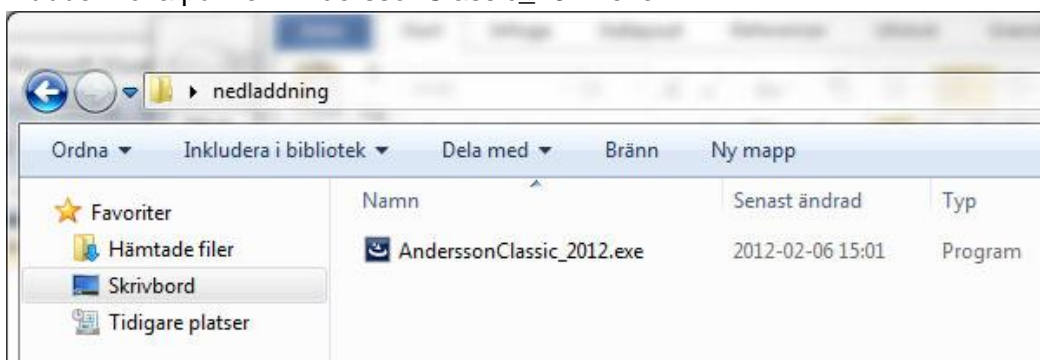 nedladdning
Ordna Inkludera i bibliotek Dela med Bränn Ny mapp
Namn Senast ändrad Typ
Favoriter
Hämtade filer
Skrivbord
Tidigare platser
AnderssonClassic_2012.exe 2012-02-06 15:01 Program